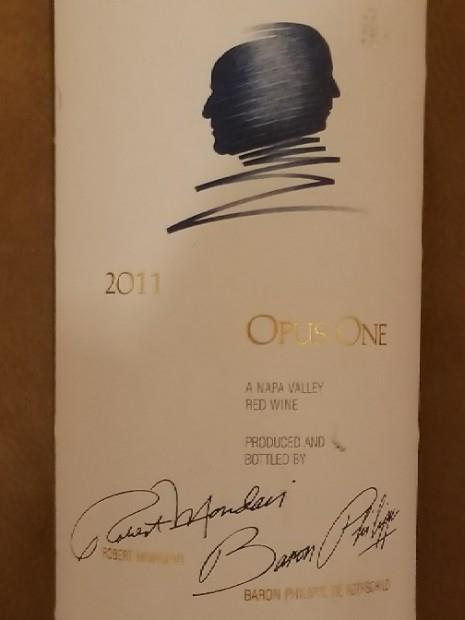 2011
OPUS ONE
A NAPA VALLEY
RED WINE
PRODUCED AND
BOTTLED BY
Robert Mondavi
ROBERT MONDAVI
Baron Philippe
BARON PHILIPPE DE ROTHSCHILD